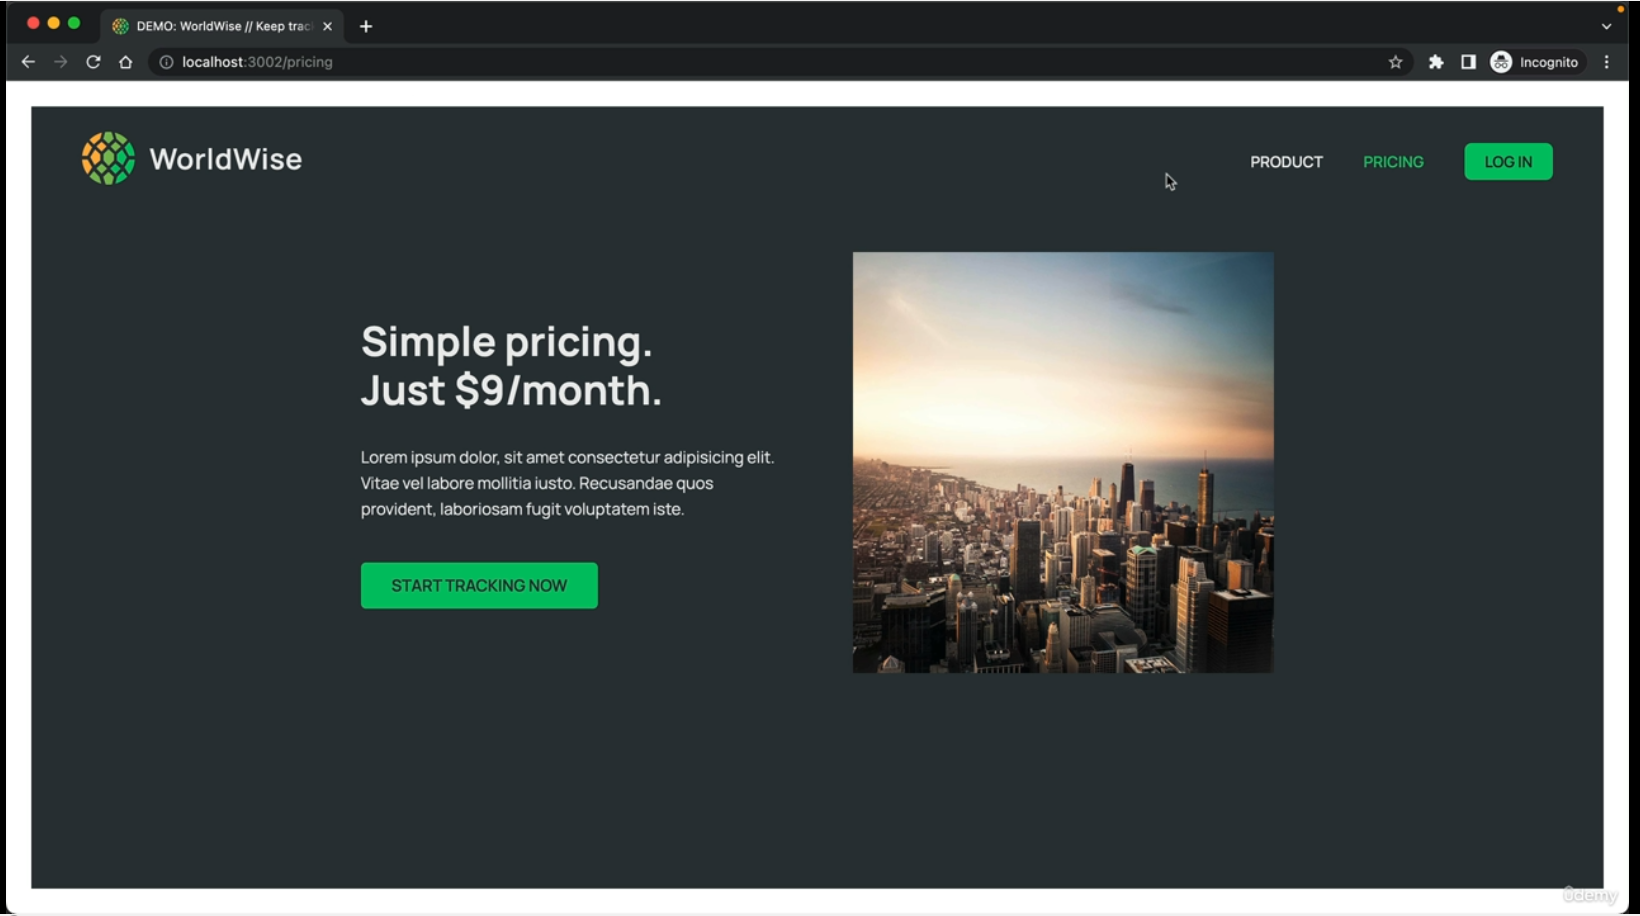 DEMO: WorldWise // Keep trac
localhost:3002/pricing
Incognito
WorldWise
PRODUCT
PRICING
LOG IN
Simple pricing.
Just $9/month.
Lorem ipsum dolor, sit amet consectetur adipisicing elit.
Vitae vel labore mollitia iusto. Recusandae quos
provident, laboriosam fugit voluptatem iste.
START TRACKING NOW
ûdemy